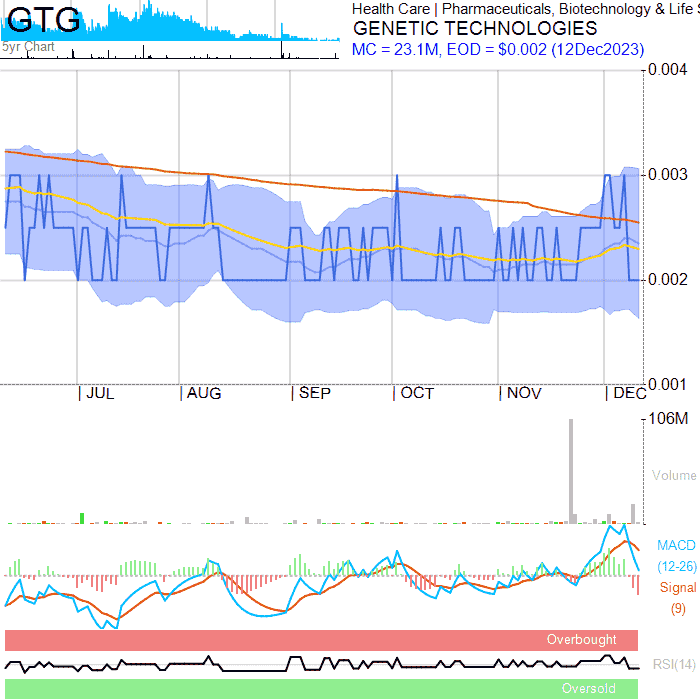 GTG
5yr Chart
Health Care | Pharmaceuticals, Biotechnology & Life S
GENETIC TECHNOLOGIES
MC = 23.1M, EOD = $0.002 (12Dec2023)
0.004
0.003
0.002
0.001
| JUL | AUG | SEP | OCT | NOV | DEC
106M
Volume
MACD
(12-26)
Signal
(9)
Overbought
RSI(14)
Oversold